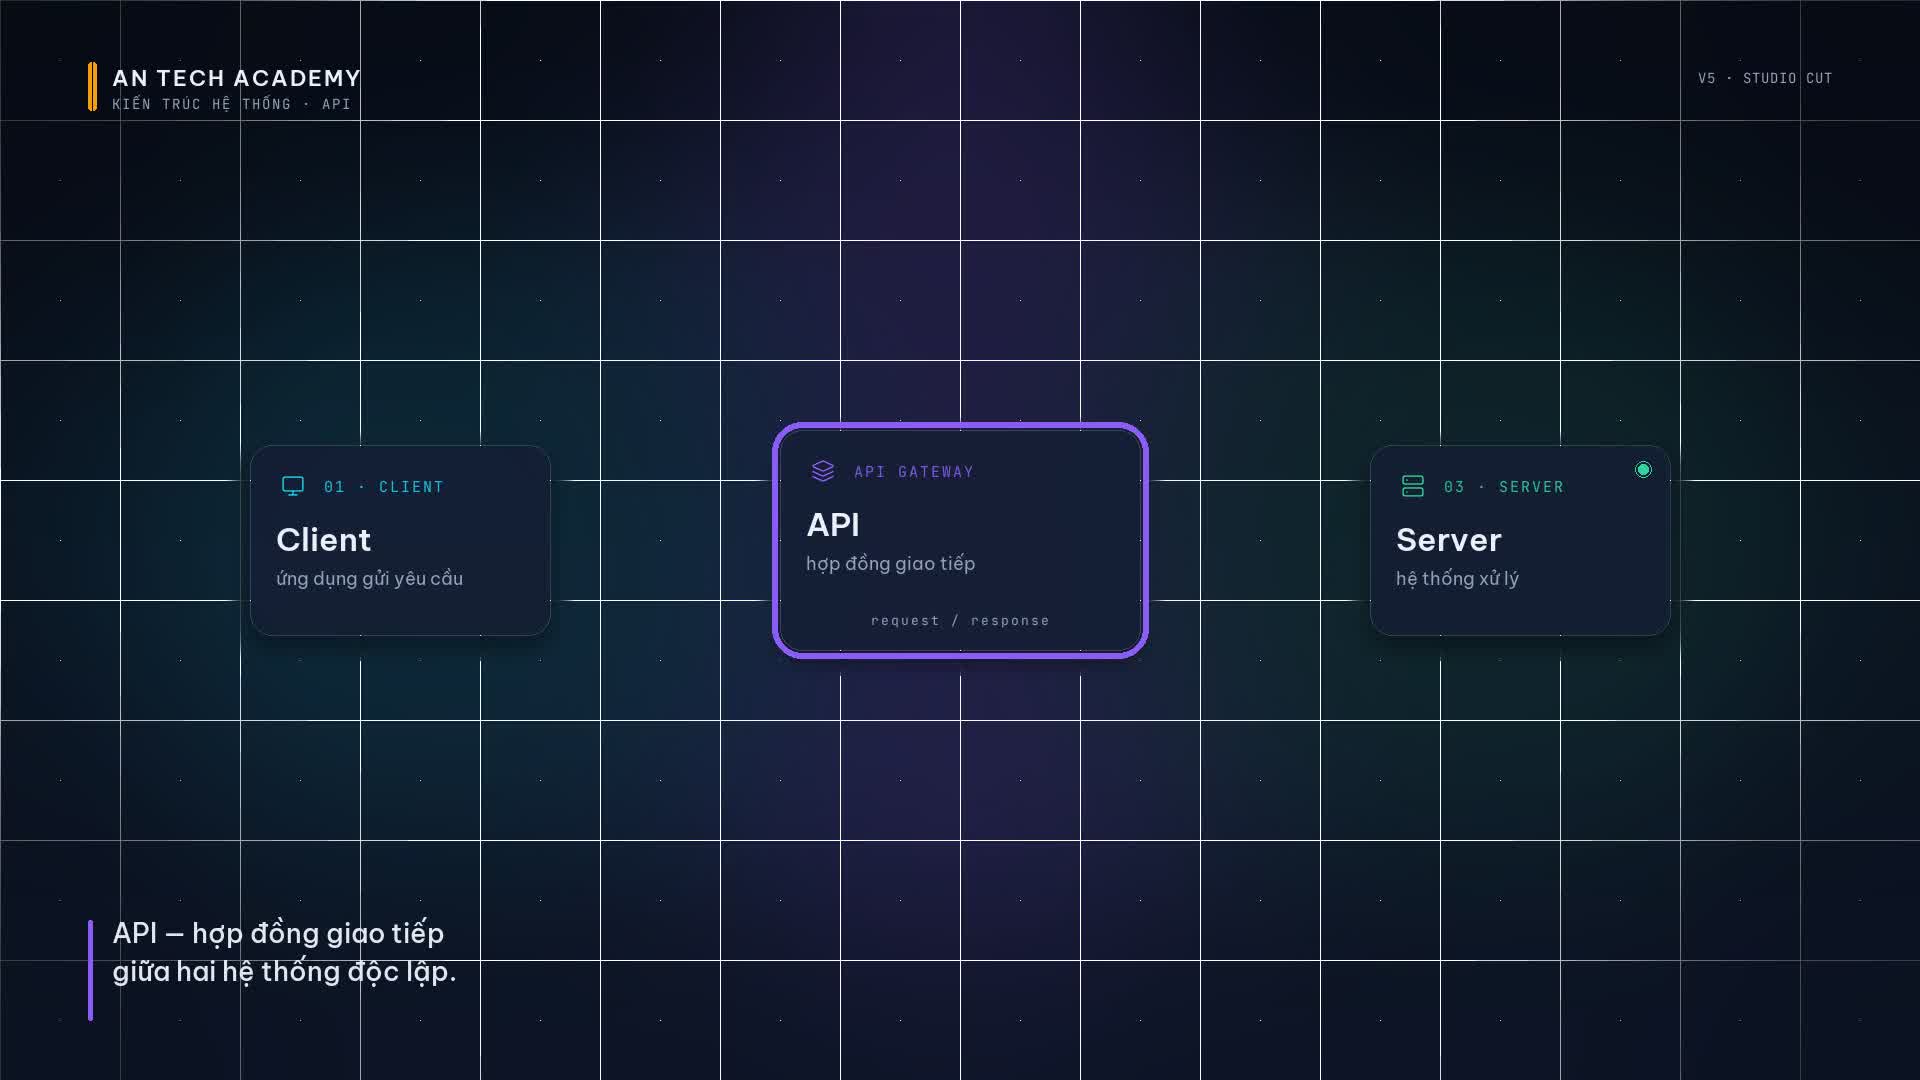 AN TECH ACADEMY
KIẾN TRÚC HỆ THỐNG · API
V5 · STUDIO CUT
01 · CLIENT
Client
ứng dụng gửi yêu cầu
API GATEWAY
API
hợp đồng giao tiếp
request / response
03 · SERVER
Server
hệ thống xử lý
API — hợp đồng giao tiếp
giữa hai hệ thống độc lập.